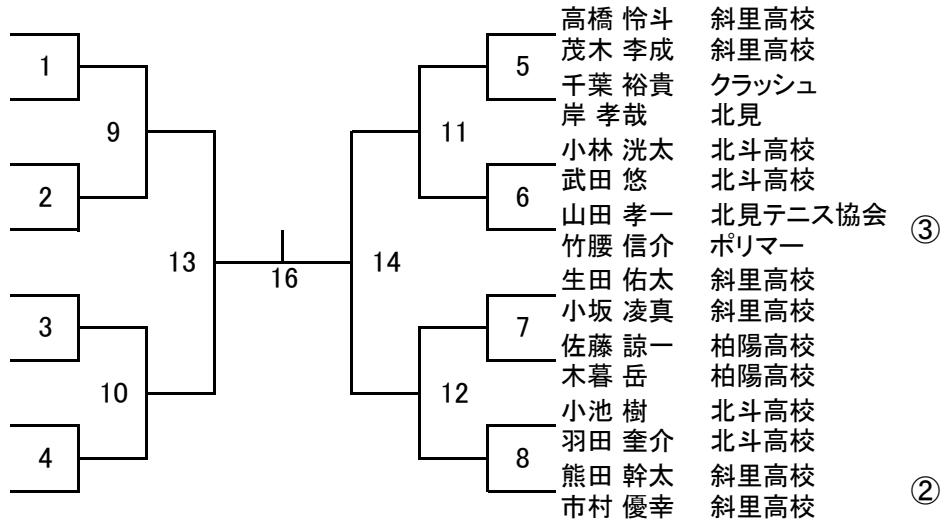 高橋 怜斗 斜里高校
茂木 李成 斜里高校
1
5
千葉 裕貴 クラッシュ
岸 孝哉 北見
9
11
小林 洸太 北斗高校
武田 悠 北斗高校
2
6
山田 孝一 北見テニス協会
③
竹腰 信介 ポリマー
13
14
16
生田 佑太 斜里高校
小坂 凌真 斜里高校
3
7
佐藤 諒一 柏陽高校
木暮 岳 柏陽高校
10
12
小池 樹 北斗高校
羽田 奎介 北斗高校
4
8
熊田 幹太 斜里高校
②
市村 優幸 斜里高校